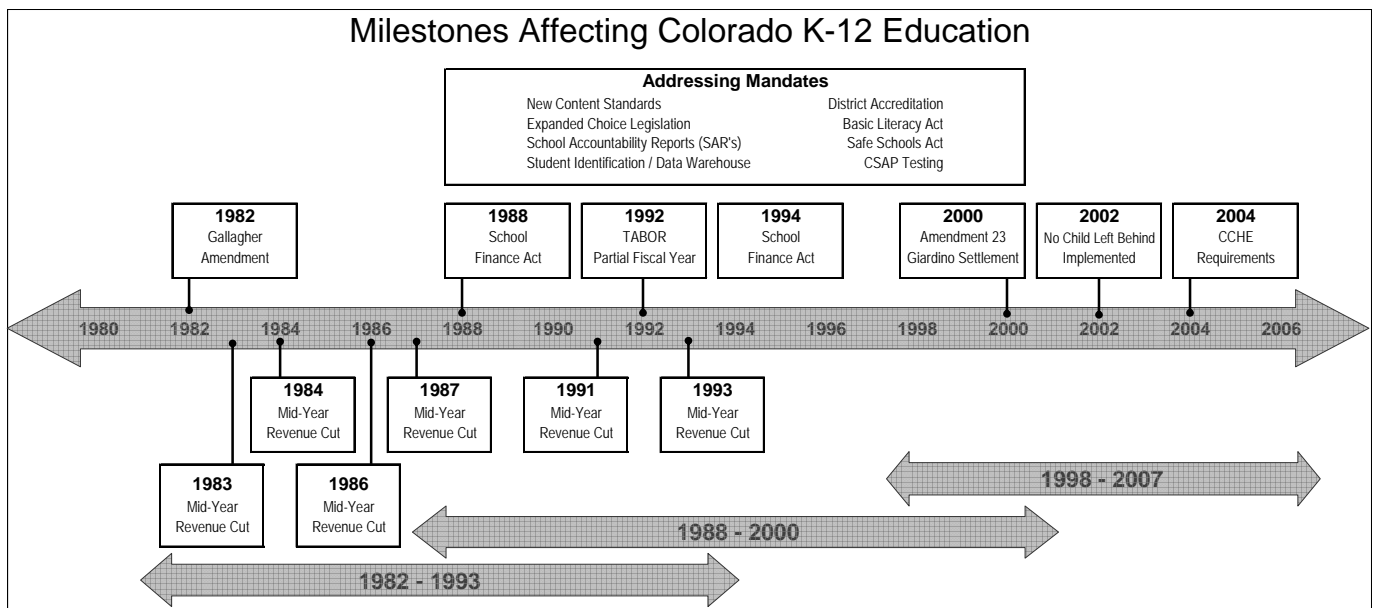 Milestones Affecting Colorado K-12 Education
Addressing Mandates
New Content Standards
Expanded Choice Legislation
School Accountability Reports (SAR's)
Student Identification / Data Warehouse
District Accreditation
Basic Literacy Act
Safe Schools Act
CSAP Testing
1982
Gallagher
Amendment
1988
School
Finance Act
1992
TABOR
Partial Fiscal Year
1994
School
Finance Act
2000
Amendment 23
Giardino Settlement
2002
No Child Left Behind
Implemented
2004
CCHE
Requirements
1980 1982 1984 1986 1988 1990 1992 1994 1996 1998 2000 2002 2004 2006
1984
Mid-Year
Revenue Cut
1987
Mid-Year
Revenue Cut
1991
Mid-Year
Revenue Cut
1993
Mid-Year
Revenue Cut
1983
Mid-Year
Revenue Cut
1986
Mid-Year
Revenue Cut
1998 - 2007
1988 - 2000
1982 - 1993